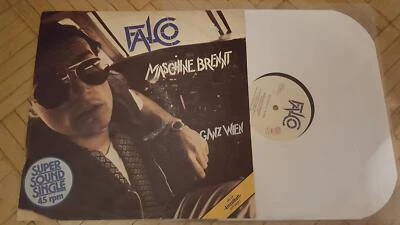 FALCO
MASCHINE BRENNT
GANZ WIEN
SUPER
SOUND
SINGLE
45 rpm
FALCO